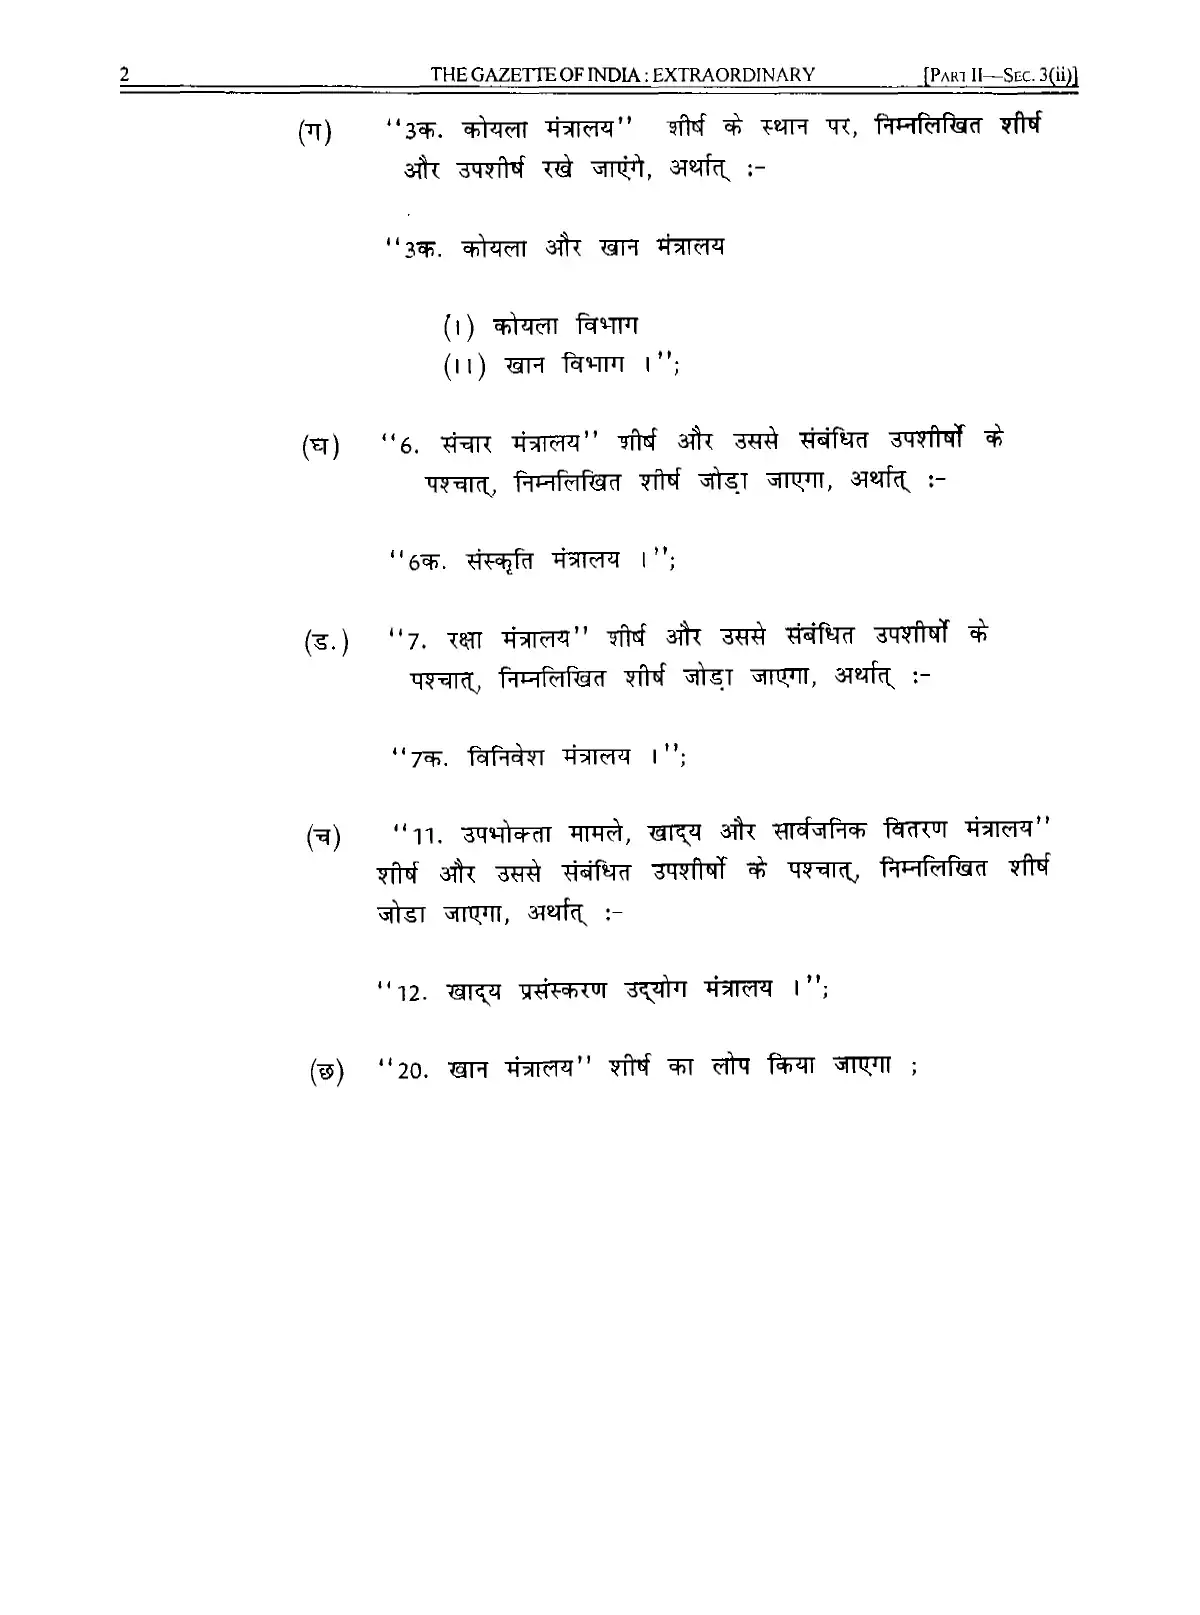 2 THE GAZETTE OF INDIA : EXTRAORDINARY [PART II—SEC. 3(ii)]
(ग) ‘‘3क. कोयला मंत्रालय’’ शीर्ष के स्थान पर, निम्नलिखित शीर्ष
और उपशीर्ष रखे जाएंगे, अर्थात् :-
‘‘3क. कोयला और खान मंत्रालय
(।) कोयला विभाग
(।।) खान विभाग ।’’;
(घ) ‘‘6. संचार मंत्रालय’’ शीर्ष और उससे संबंधित उपशीर्षों के
पश्चात्, निम्नलिखित शीर्ष जोड़ा जाएगा, अर्थात् :-
‘‘6क. संस्कृति मंत्रालय ।’’;
(ड.) ‘‘7. रक्षा मंत्रालय’’ शीर्ष और उससे संबंधित उपशीर्षों के
पश्चात्, निम्नलिखित शीर्ष जोड़ा जाएगा, अर्थात् :-
‘‘7क. विनिवेश मंत्रालय ।’’;
(च) ‘‘11. उपभोक्ता मामले, खाद्य और सार्वजनिक वितरण मंत्रालय’’
शीर्ष और उससे संबंधित उपशीर्षों के पश्चात्, निम्नलिखित शीर्ष
जोडा जाएगा, अर्थात् :-
‘‘12. खाद्य प्रसंस्करण उद्योग मंत्रालय ।’’;
(छ) ‘‘20. खान मंत्रालय’’ शीर्ष का लोप किया जाएगा ;